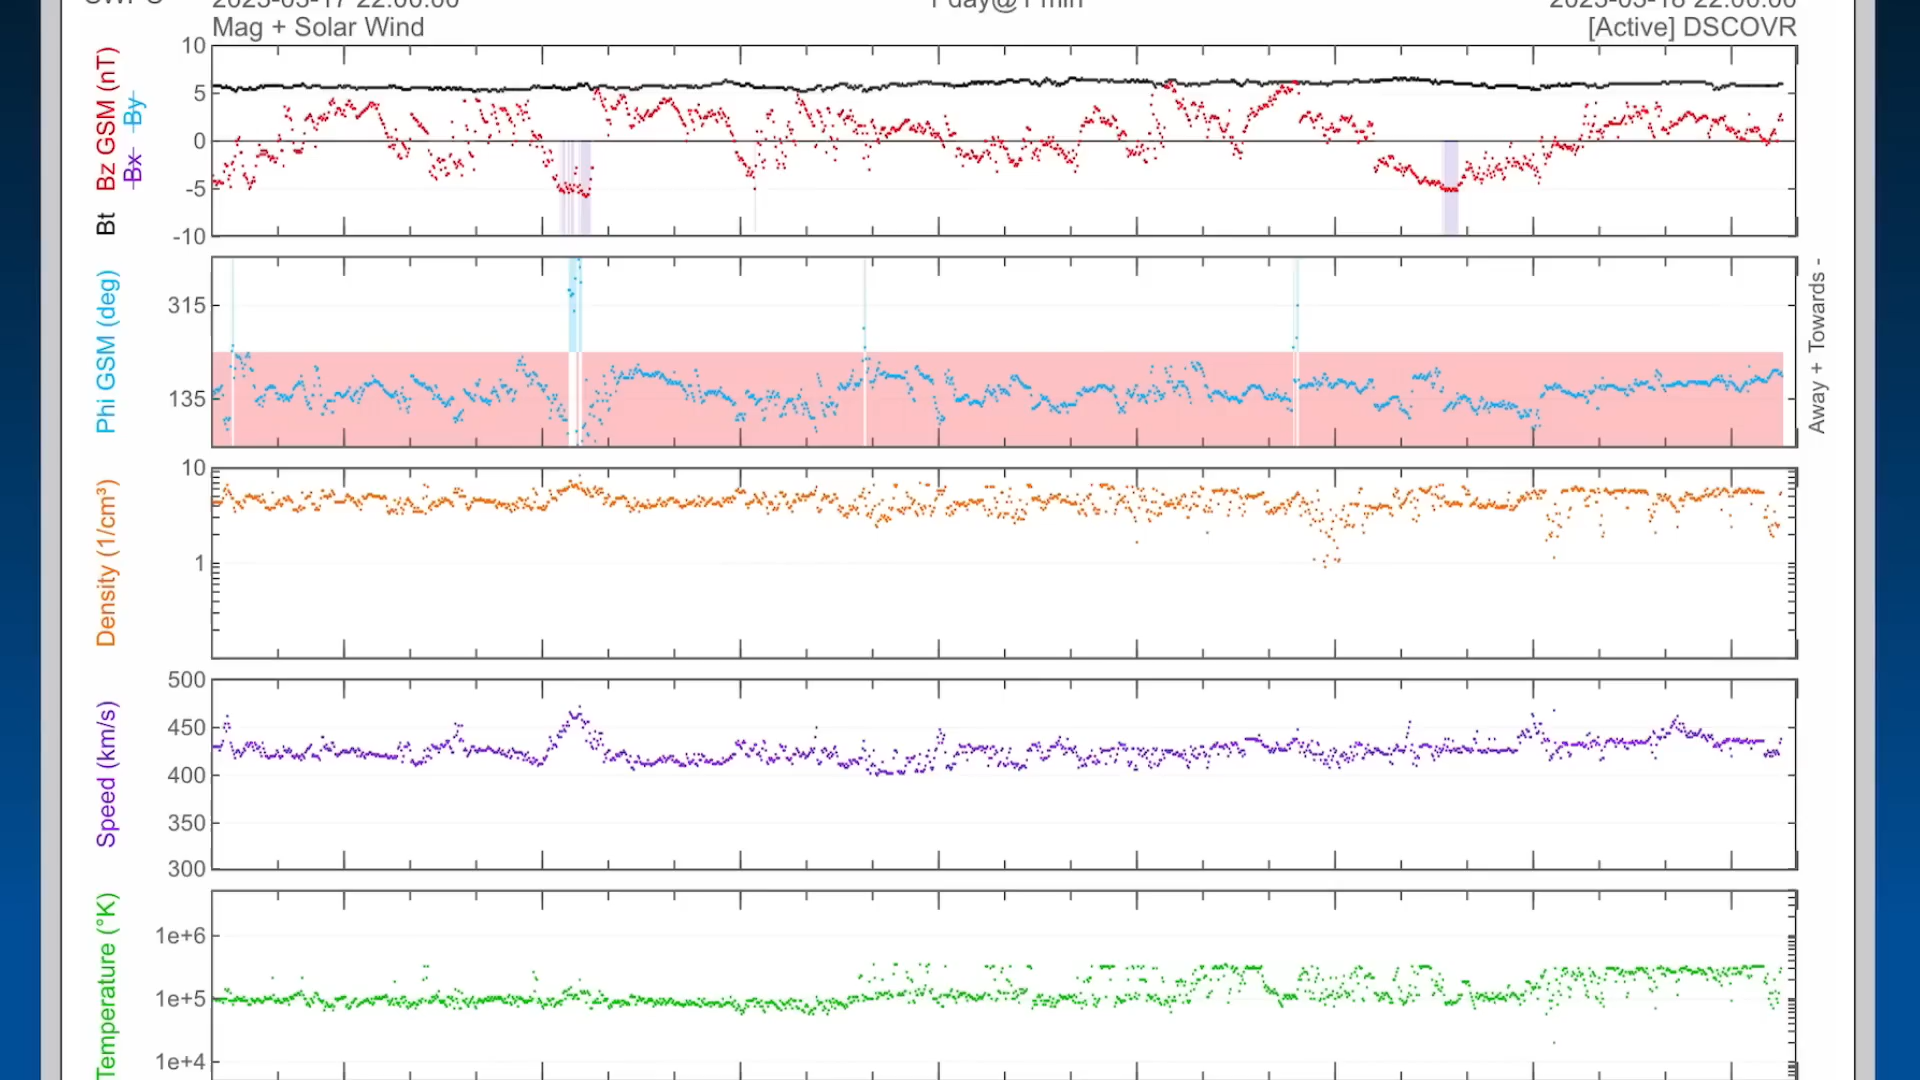 Mag + Solar Wind
[Active] DSCOVR
Bt Bz GSM (nT)
Bx By
10
5
0
-5
-10
Phi GSM (deg)
315
135
Away + Towards -
Density (1/cm³)
10
1
Speed (km/s)
500
450
400
350
300
Temperature (°K)
1e+6
1e+5
1e+4